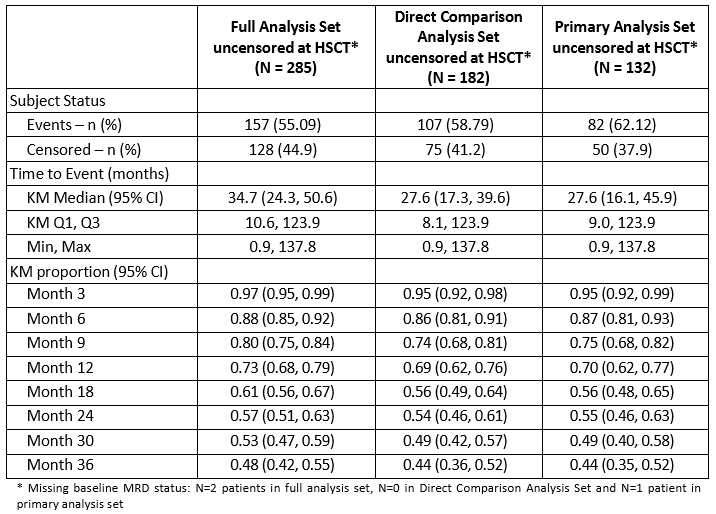 Full Analysis Set uncensored at HSCT* (N = 285) Direct Comparison Analysis Set uncensored at HSCT* (N = 182) Primary Analysis Set uncensored at HSCT* (N = 132)
Subject Status
Events – n (%) 157 (55.09) 107 (58.79) 82 (62.12)
Censored – n (%) 128 (44.9) 75 (41.2) 50 (37.9)
Time to Event (months)
KM Median (95% CI) 34.7 (24.3, 50.6) 27.6 (17.3, 39.6) 27.6 (16.1, 45.9)
KM Q1, Q3 10.6, 123.9 8.1, 123.9 9.0, 123.9
Min, Max 0.9, 137.8 0.9, 137.8 0.9, 137.8
KM proportion (95% CI)
Month 3 0.97 (0.95, 0.99) 0.95 (0.92, 0.98) 0.95 (0.92, 0.99)
Month 6 0.88 (0.85, 0.92) 0.86 (0.81, 0.91) 0.87 (0.81, 0.93)
Month 9 0.80 (0.75, 0.84) 0.74 (0.68, 0.81) 0.75 (0.68, 0.82)
Month 12 0.73 (0.68, 0.79) 0.69 (0.62, 0.76) 0.70 (0.62, 0.77)
Month 18 0.61 (0.56, 0.67) 0.56 (0.49, 0.64) 0.56 (0.48, 0.65)
Month 24 0.57 (0.51, 0.63) 0.54 (0.46, 0.61) 0.55 (0.46, 0.63)
Month 30 0.53 (0.47, 0.59) 0.49 (0.42, 0.57) 0.49 (0.40, 0.58)
Month 36 0.48 (0.42, 0.55) 0.44 (0.36, 0.52) 0.44 (0.35, 0.52)
* Missing baseline MRD status: N=2 patients in full analysis set, N=0 in Direct Comparison Analysis Set and N=1 patient in
primary analysis set